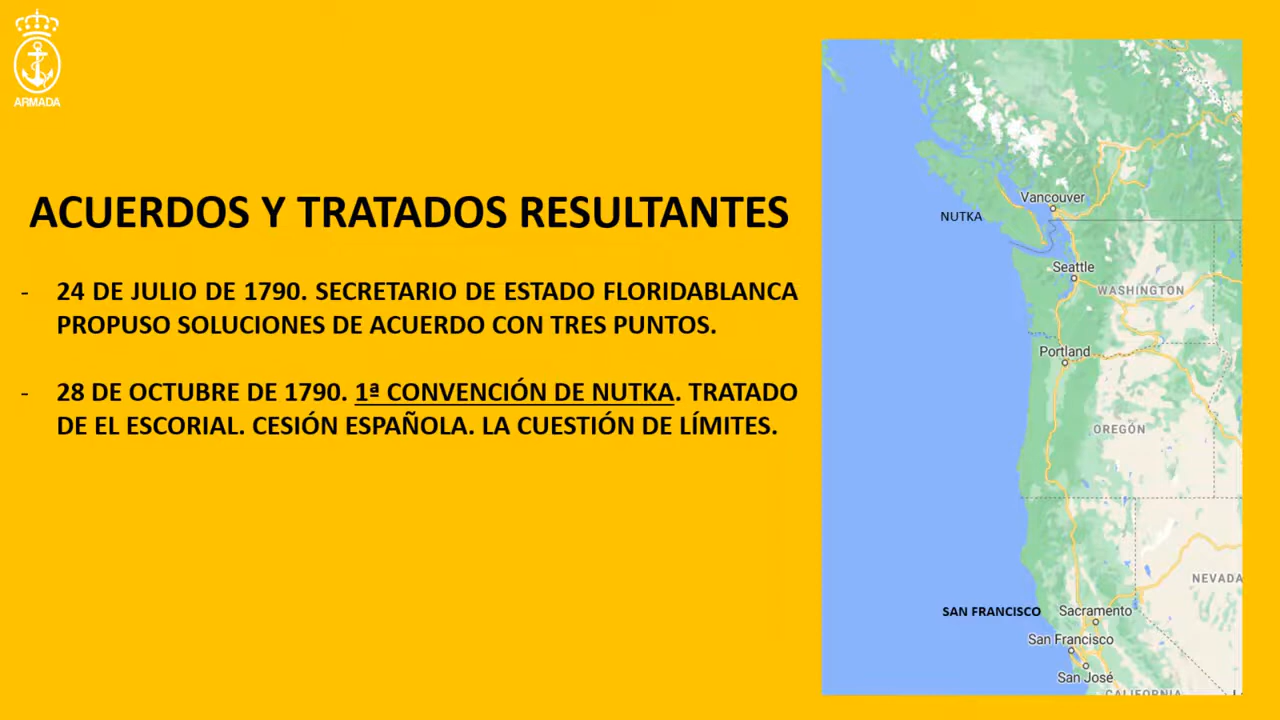 ARMADA
ACUERDOS Y TRATADOS RESULTANTES
- 24 DE JULIO DE 1790. SECRETARIO DE ESTADO FLORIDABLANCA
PROPUSO SOLUCIONES DE ACUERDO CON TRES PUNTOS.
- 28 DE OCTUBRE DE 1790. 1ª CONVENCIÓN DE NUTKA. TRATADO
DE EL ESCORIAL. CESIÓN ESPAÑOLA. LA CUESTIÓN DE LÍMITES.
Vancouver
NUTKA
Seattle
WASHINGTON
Portland
OREGÓN
NEVADA
SAN FRANCISCO
Sacramento
San Francisco
San José
CALIFORNIA